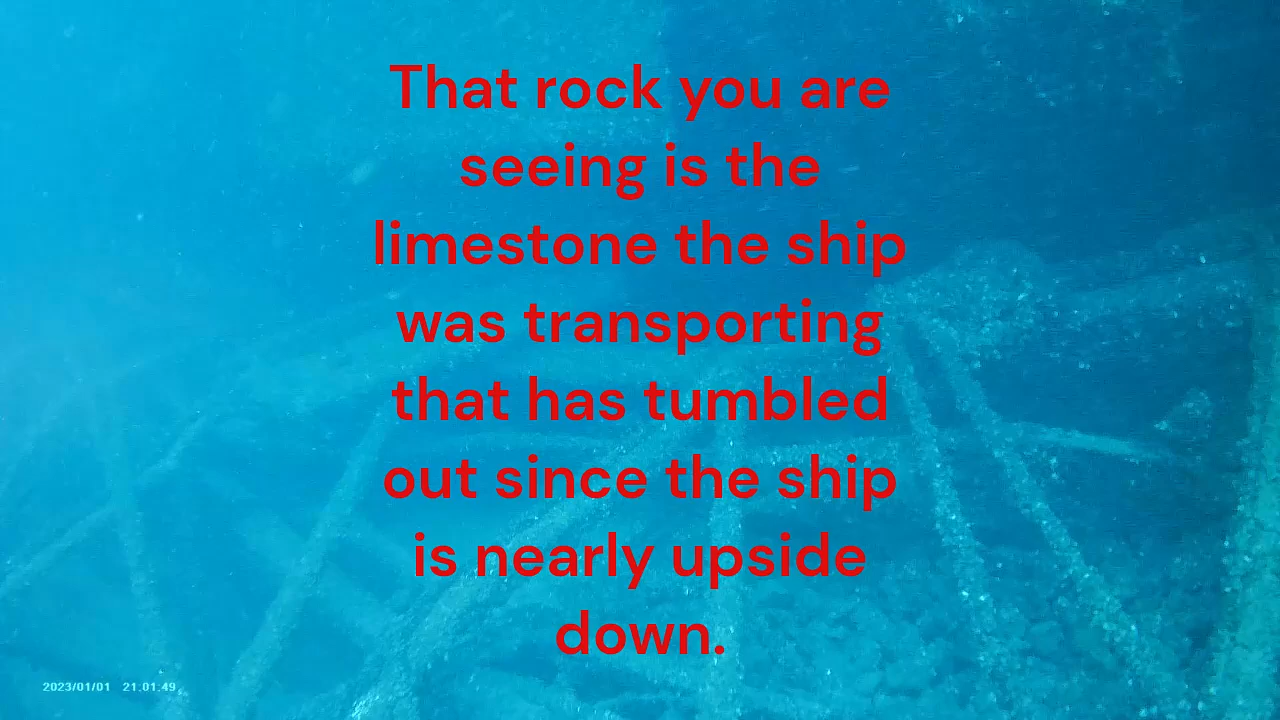 That rock you are
seeing is the
limestone the ship
was transporting
that has tumbled
out since the ship
is nearly upside
down.
2023/01/01 21:01:49